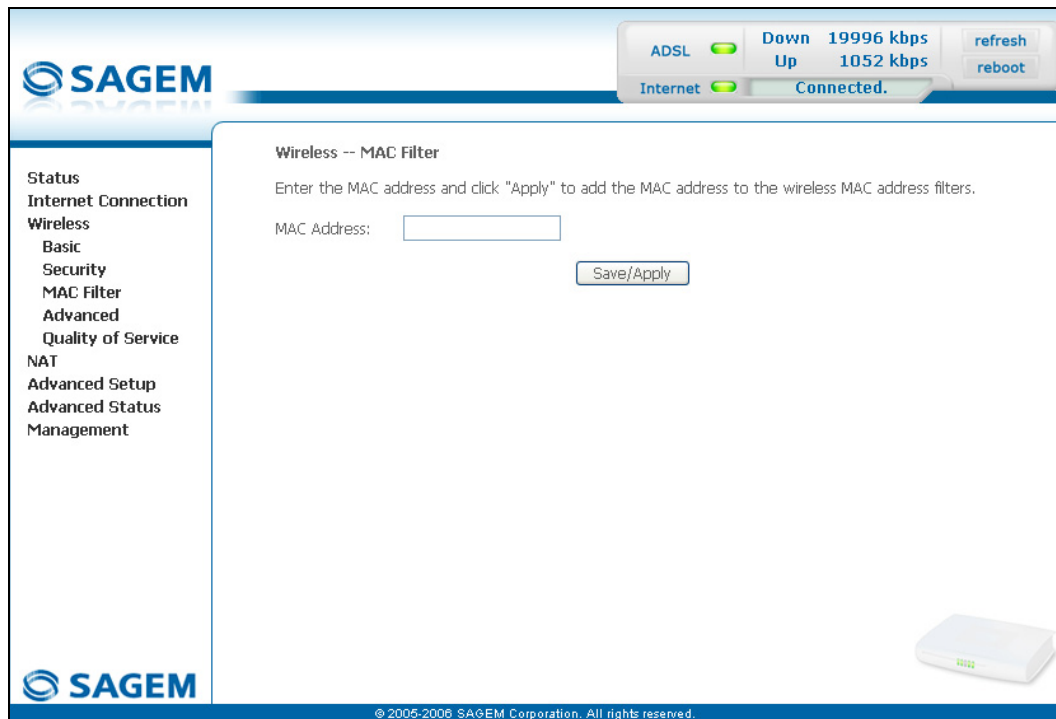 SAGEM
ADSL
Down 19996 kbps
Up 1052 kbps
refresh
reboot
Internet
Connected.
Status
Internet Connection
Wireless
Basic
Security
MAC Filter
Advanced
Quality of Service
NAT
Advanced Setup
Advanced Status
Management
Wireless -- MAC Filter
Enter the MAC address and click "Apply" to add the MAC address to the wireless MAC address filters.
MAC Address:
Save/Apply
SAGEM
© 2005-2006 SAGEM Corporation. All rights reserved.